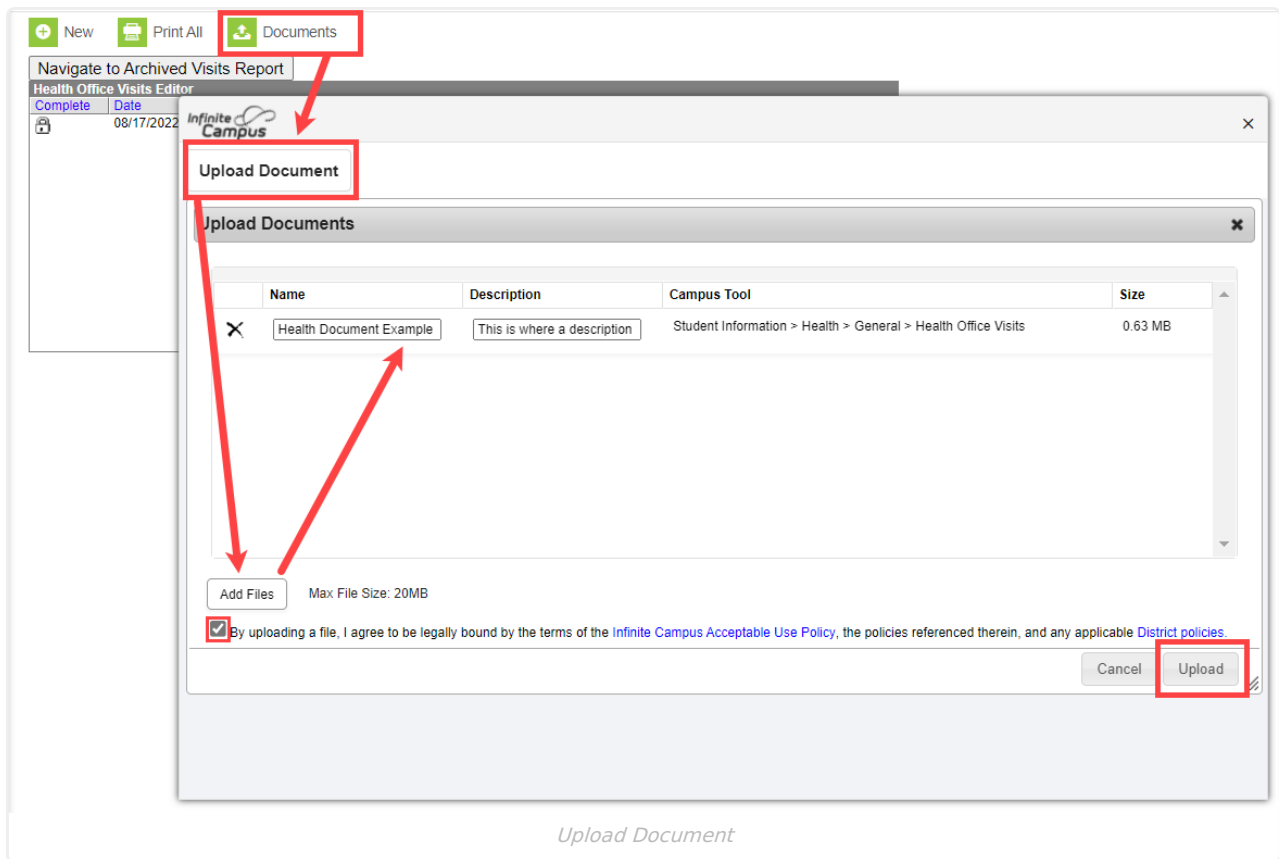 New Print All Documents
Navigate to Archived Visits Report
Health Office Visits Editor
Complete Date
08/17/2022
Infinite Campus
Upload Document
Upload Documents
Name Description Campus Tool Size
Health Document Example This is where a description Student Information > Health > General > Health Office Visits 0.63 MB
Add Files Max File Size: 20MB
By uploading a file, I agree to be legally bound by the terms of the Infinite Campus Acceptable Use Policy, the policies referenced therein, and any applicable District policies.
Cancel Upload
Upload Document